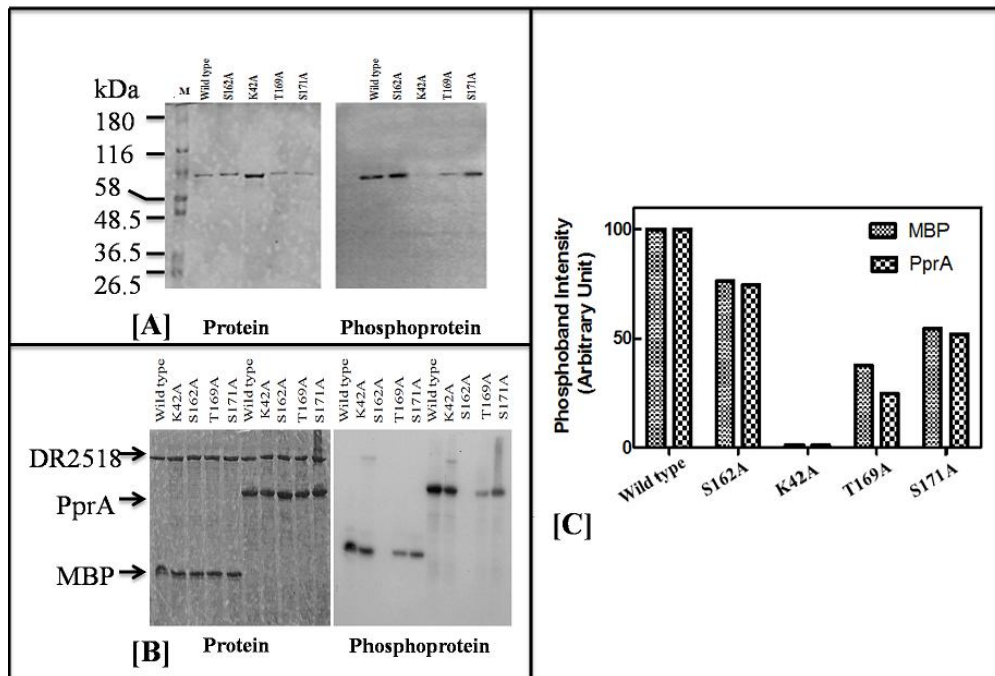 kDa
M
Wild type
S162A
K42A
T169A
S171A
Wild type
S162A
K42A
T169A
S171A
180
116
58
48.5
36.5
26.5
[A]
Protein
Phosphoprotein
Wild type
K42A
S162A
T169A
S171A
Wild type
K42A
S162A
T169A
S171A
Wild type
K42A
S162A
T169A
S171A
Wild type
K42A
S162A
T169A
S171A
DR2518
PprA
MBP
[B]
Protein
Phosphoprotein
Phosphoband Intensity
(Arbitrary Unit)
100
50
0
MBP
PprA
Wild type
S162A
K42A
T169A
S171A
[C]